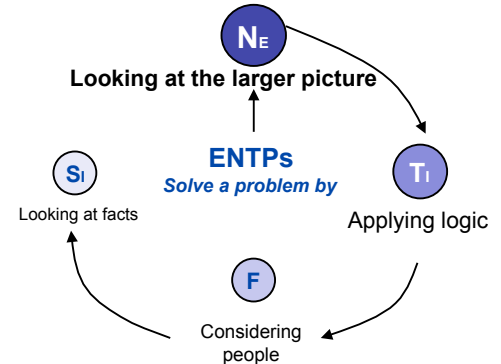 NE
Looking at the larger picture
ENTPs
Solve a problem by
SI
Looking at facts
TI
Applying logic
F
Considering
people